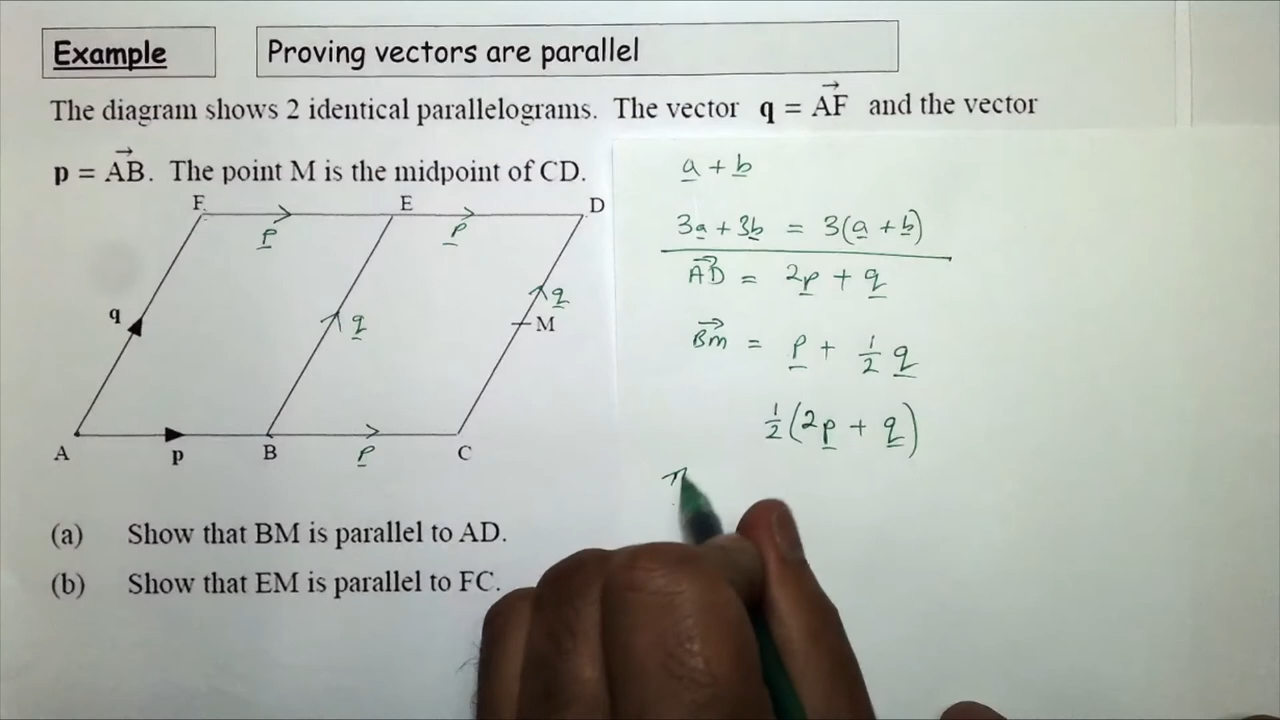 Example
Proving vectors are parallel
The diagram shows 2 identical parallelograms. The vector q = AF⃗ and the vector
p = AB⃗. The point M is the midpoint of CD.
F E D
p p
q q q
M
A p B p C
(a) Show that BM is parallel to AD.
(b) Show that EM is parallel to FC.
a + b
3a + 3b = 3(a + b)
AD⃗ = 2p + q
BM⃗ = p + ½ q
½(2p + q)